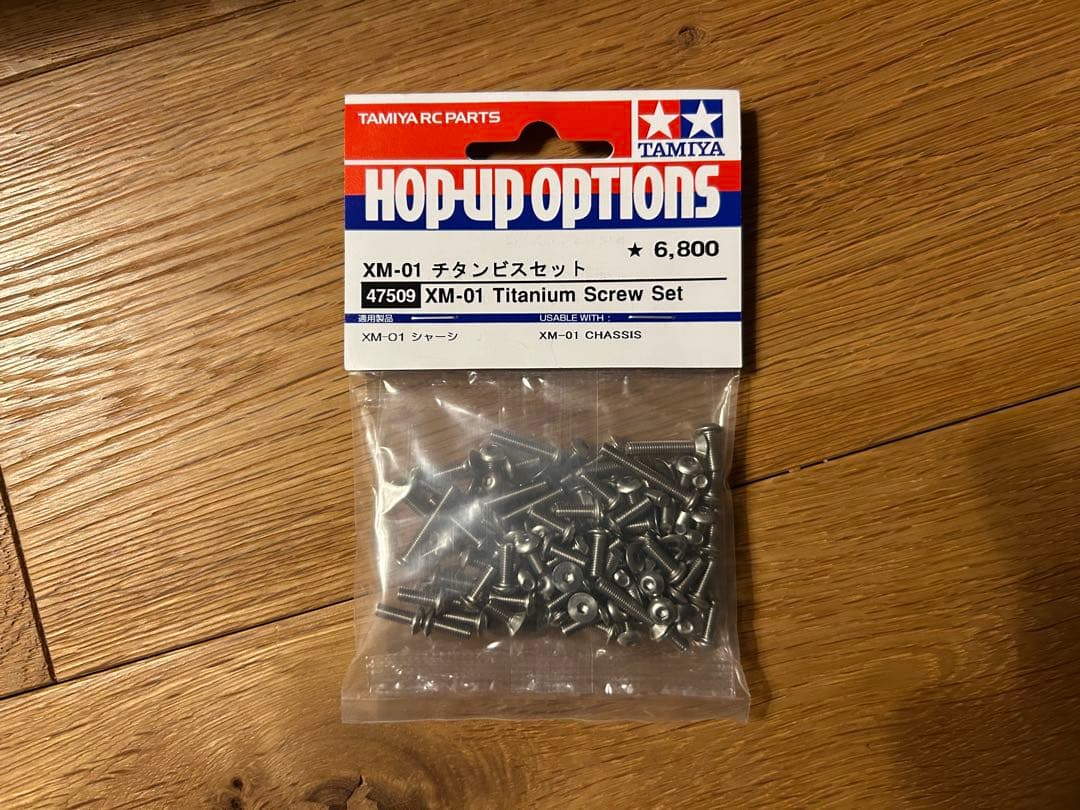 TAMIYA RC PARTS
TAMIYA
HOP-UP OPTIONS
★ 6,800
XM-01 チタンビスセット
47509 XM-01 Titanium Screw Set
適用製品 USABLE WITH :
XM-01 シャーシ XM-01 CHASSIS